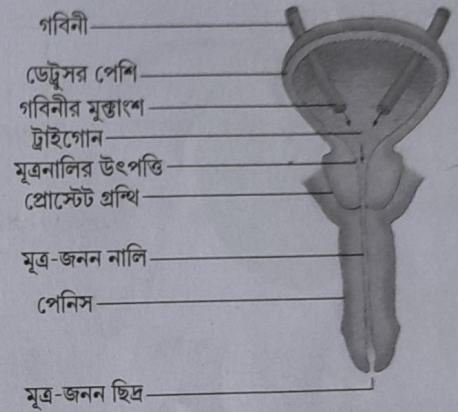 গবিনী
ডেট্রুসর পেশি
গবিনীর মুক্তাংশ
ট্রাইগোন
মূত্রনালির উৎপত্তি
প্রোস্টেট গ্রন্থি
মূত্র-জনন নালি
পেনিস
মূত্র-জনন ছিদ্র